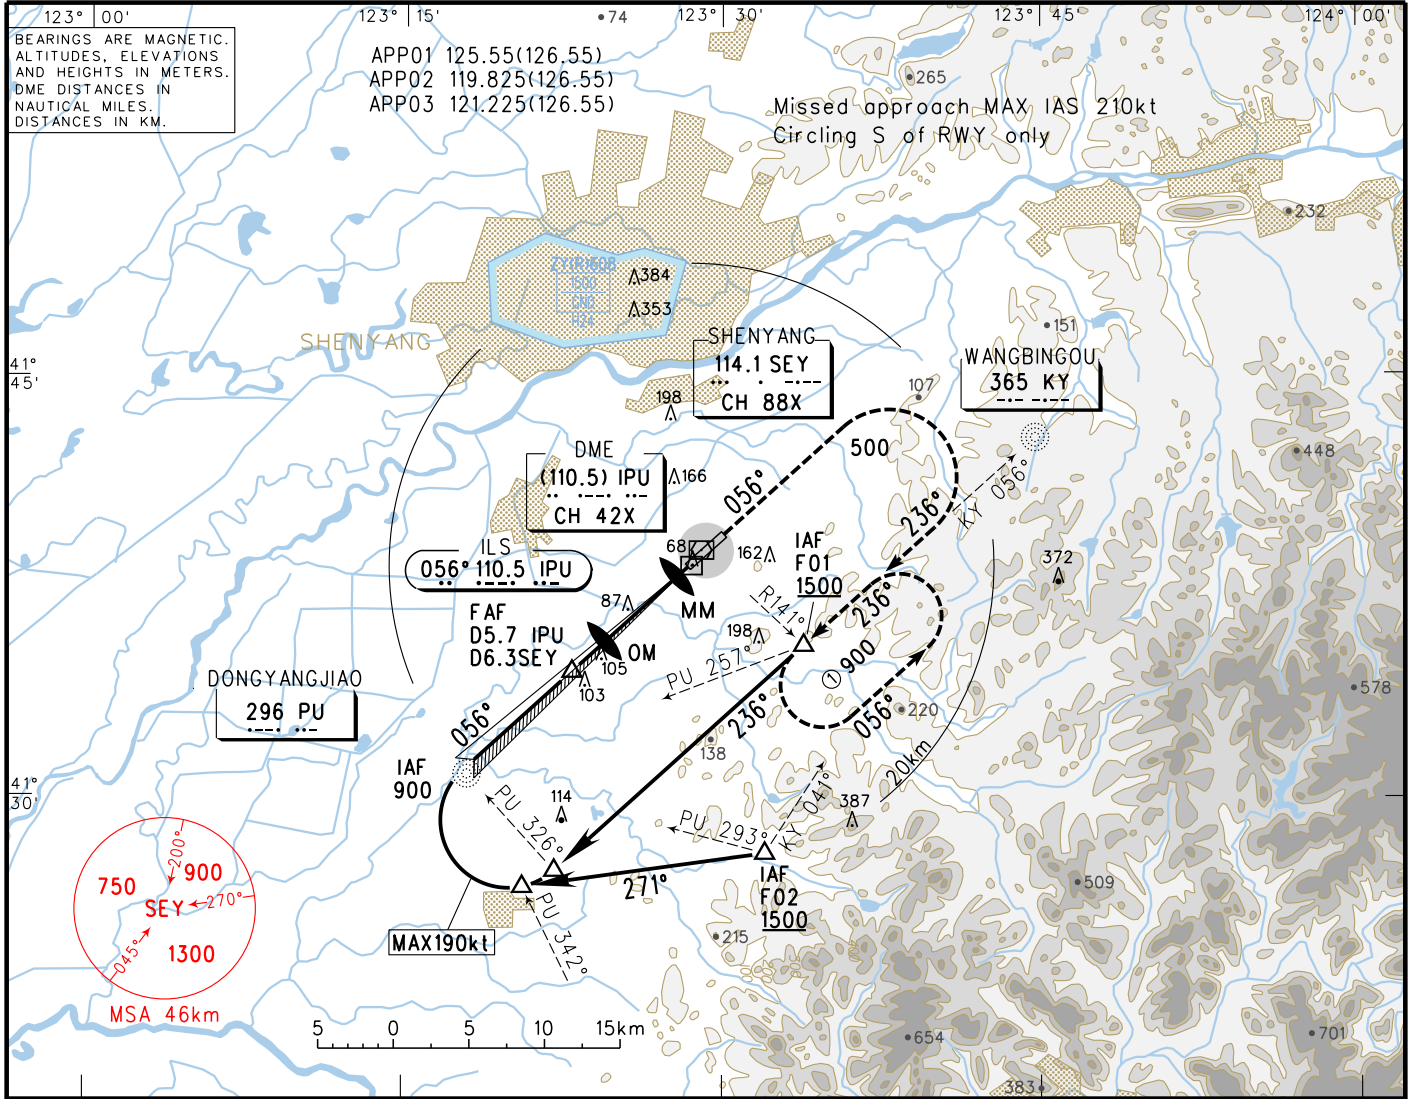 123° 00'
123° 15'
123° 30'
123° 45'
124° 00'
BEARINGS ARE MAGNETIC.
ALTITUDES, ELEVATIONS
AND HEIGHTS IN METERS.
DME DISTANCES IN
NAUTICAL MILES.
DISTANCES IN KM.
74
APP01 125.55(126.55)
APP02 119.825(126.55)
APP03 121.225(126.55)
265
Missed approach MAX IAS 210kt
Circling S of RWY only
232
ZY(R)608
1500
GND
H24
384
353
SHENYANG
151
SHENYANG
114.1 SEY
CH 88X
WANGBINGOU
365 KY
41°
45'
198
107
500
448
DME
(110.5) IPU
CH 42X
166
056°
236°
KY 056°
ILS
056° 110.5 IPU
68
162
IAF
F01
1500
372
MM
87
R141°
236°
FAF
D5.7 IPU
D6.3SEY
OM
198
105
103
PU 257°
① 900
578
DONGYANGJIAO
296 PU
056°
236°
056°
220
138
20km
IAF
900
41°
30'
PU 326°
114
PU 293°
KY 041°
387
271°
IAF
F02
1500
509
200°
750
900
SEY
270°
045°
1300
MSA 46km
MAX190kt
PU 342°
215
5 0 5 10 15km
654
701
383